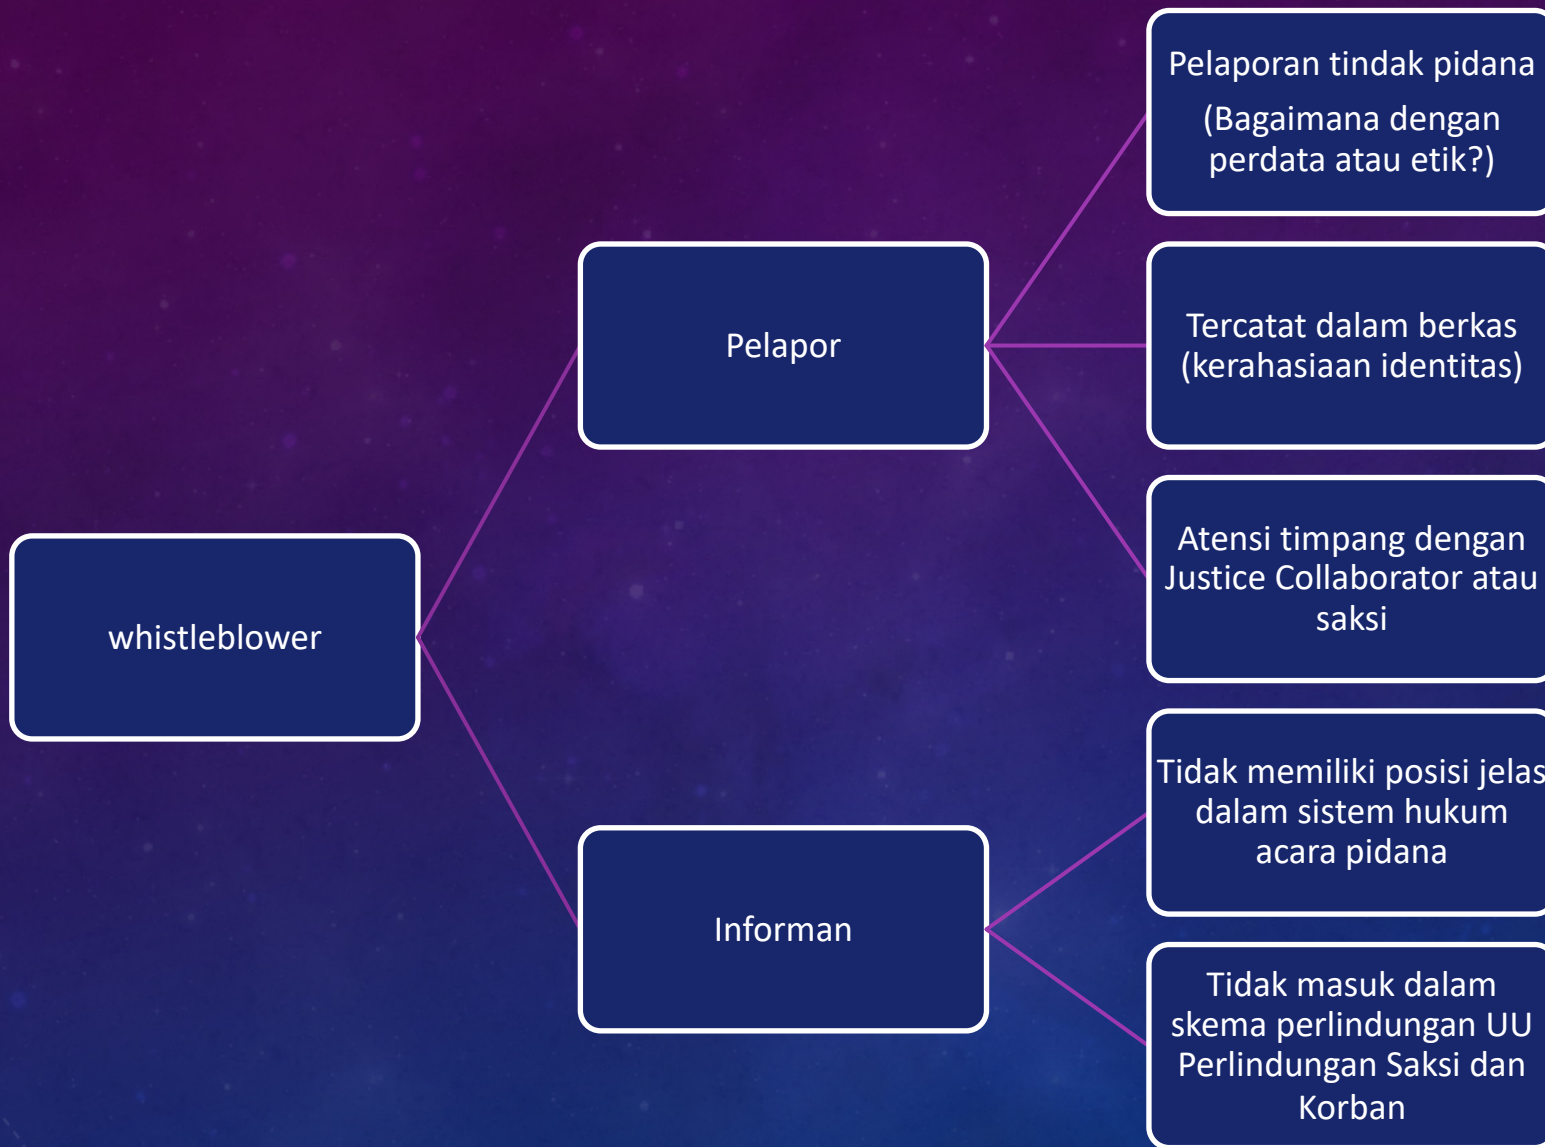 whistleblower
Pelapor
Pelaporan tindak pidana
(Bagaimana dengan
perdata atau etik?)
Tercatat dalam berkas
(kerahasiaan identitas)
Atensi timpang dengan
Justice Collaborator atau
saksi
Informan
Tidak memiliki posisi jelas
dalam sistem hukum
acara pidana
Tidak masuk dalam
skema perlindungan UU
Perlindungan Saksi dan
Korban